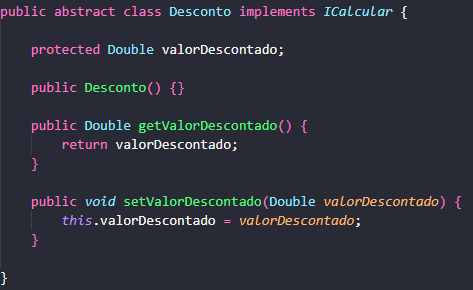 public abstract class Desconto implements ICalcular {
protected Double valorDescontado;
public Desconto() {}
public Double getValorDescontado() {
return valorDescontado;
}
public void setValorDescontado(Double valorDescontado) {
this.valorDescontado = valorDescontado;
}
}